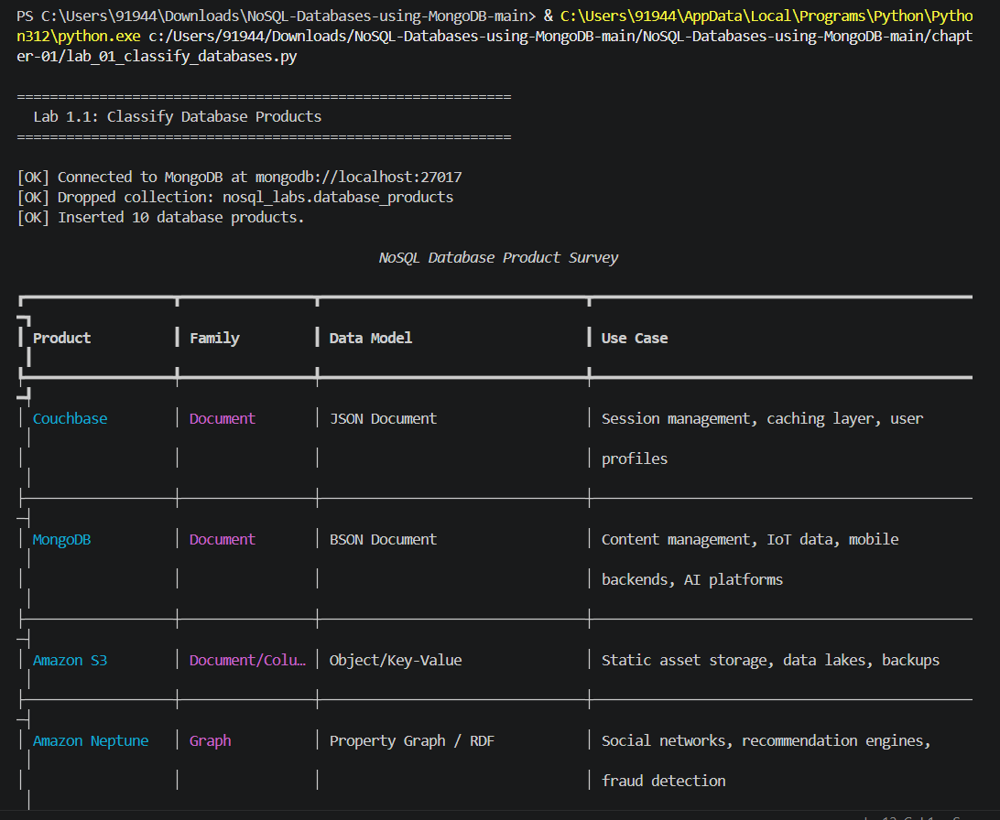 PS C:\Users\91944\Downloads\NoSQL-Databases-using-MongoDB-main> & C:\Users\91944\AppData\Local\Programs\Python\Pytho
n312\python.exe c:/Users/91944/Downloads/NoSQL-Databases-using-MongoDB-main/NoSQL-Databases-using-MongoDB-main/chapt
er-01/lab_01_classify_databases.py
============================================================
Lab 1.1: Classify Database Products
============================================================
[OK] Connected to MongoDB at mongodb://localhost:27017
[OK] Dropped collection: nosql_labs.database_products
[OK] Inserted 10 database products.
NoSQL Database Product Survey
Product Family Data Model Use Case
Couchbase Document JSON Document Session management, caching layer, user
profiles
MongoDB Document BSON Document Content management, IoT data, mobile
backends, AI platforms
Amazon S3 Document/Colu… Object/Key-Value Static asset storage, data lakes, backups
Amazon Neptune Graph Property Graph / RDF Social networks, recommendation engines,
fraud detection